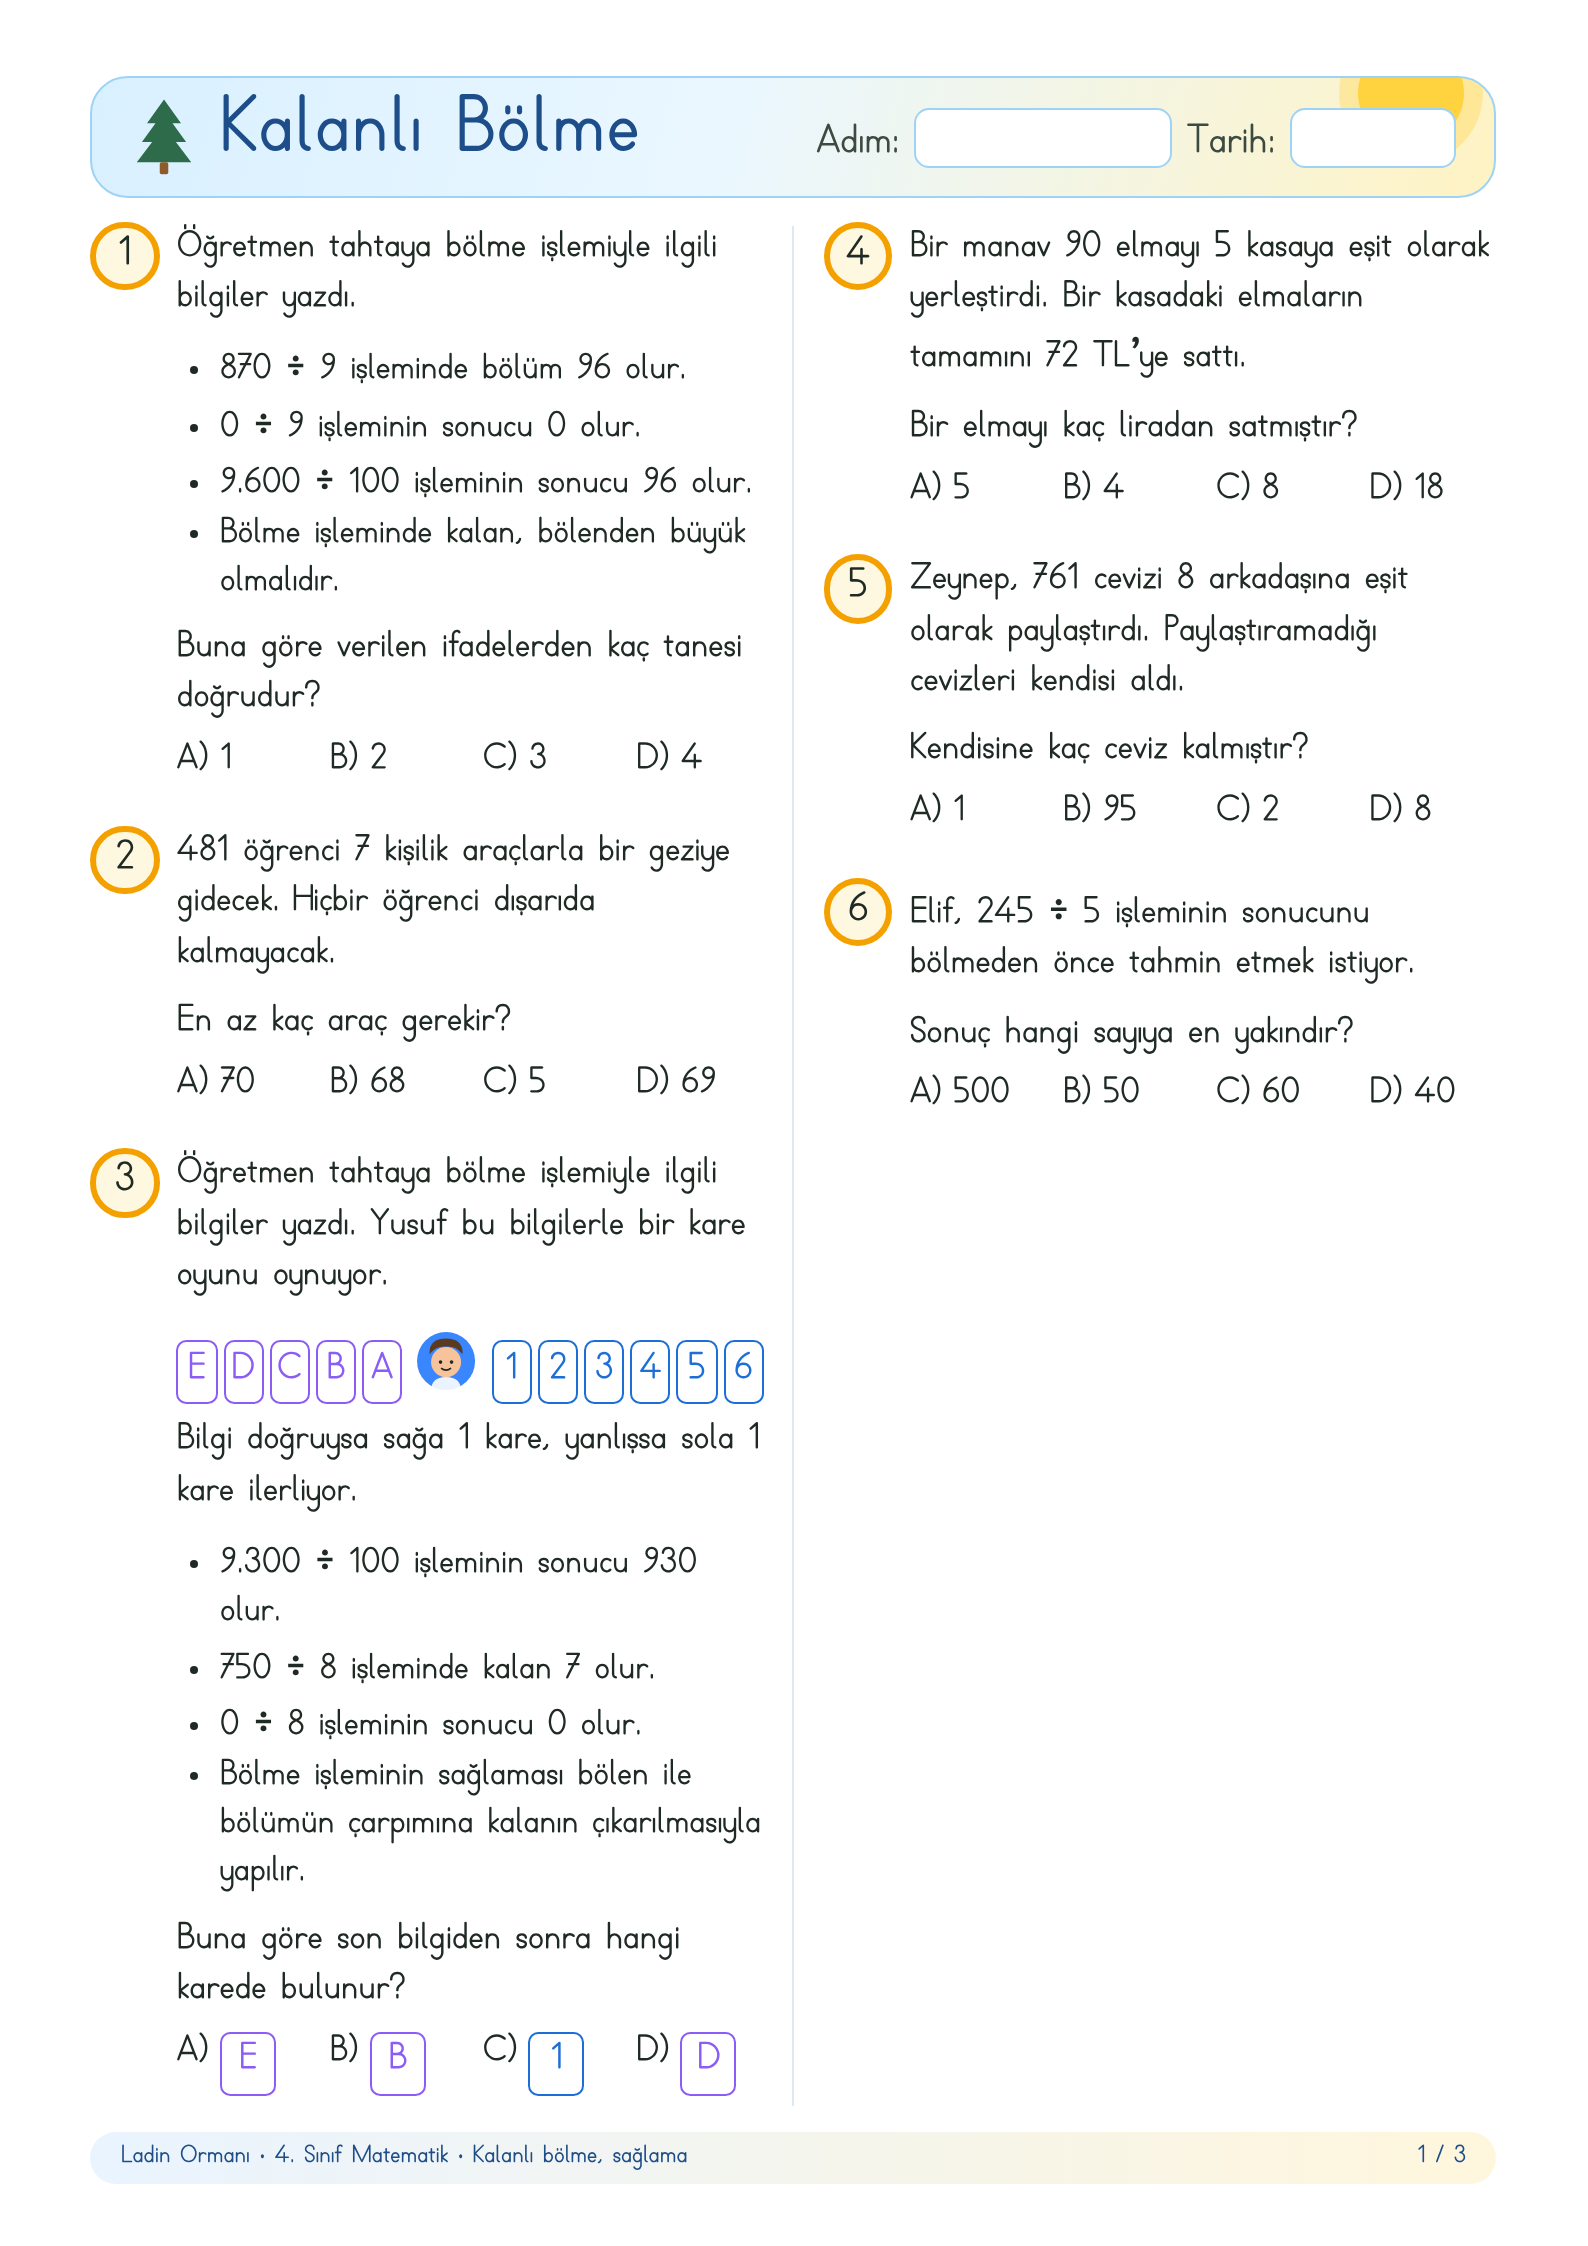 Kalanlı Bölme
Adım:
Tarih:
1
Öğretmen tahtaya bölme işlemiyle ilgili
bilgiler yazdı.
• 870 ÷ 9 işleminde bölüm 96 olur.
• 0 ÷ 9 işleminin sonucu 0 olur.
• 9.600 ÷ 100 işleminin sonucu 96 olur.
• Bölme işleminde kalan, bölenden büyük
olmalıdır.
Buna göre verilen ifadelerden kaç tanesi
doğrudur?
A) 1 B) 2 C) 3 D) 4
2
481 öğrenci 7 kişilik araçlarla bir geziye
gidecek. Hiçbir öğrenci dışarıda
kalmayacak.
En az kaç araç gerekir?
A) 70 B) 68 C) 5 D) 69
3
Öğretmen tahtaya bölme işlemiyle ilgili
bilgiler yazdı. Yusuf bu bilgilerle bir kare
oyunu oynuyor.
E D C B A 1 2 3 4 5 6
Bilgi doğruysa sağa 1 kare, yanlışsa sola 1
kare ilerliyor.
• 9.300 ÷ 100 işleminin sonucu 930
olur.
• 750 ÷ 8 işleminde kalan 7 olur.
• 0 ÷ 8 işleminin sonucu 0 olur.
• Bölme işleminin sağlaması bölen ile
bölümün çarpımına kalanın çıkarılmasıyla
yapılır.
Buna göre son bilgiden sonra hangi
karede bulunur?
A) E B) B C) 1 D) D
4
Bir manav 90 elmayı 5 kasaya eşit olarak
yerleştirdi. Bir kasadaki elmaların
tamamını 72 TL’ye sattı.
Bir elmayı kaç liradan satmıştır?
A) 5 B) 4 C) 8 D) 18
5
Zeynep, 761 cevizi 8 arkadaşına eşit
olarak paylaştırdı. Paylaştıramadığı
cevizleri kendisi aldı.
Kendisine kaç ceviz kalmıştır?
A) 1 B) 95 C) 2 D) 8
6
Elif, 245 ÷ 5 işleminin sonucunu
bölmeden önce tahmin etmek istiyor.
Sonuç hangi sayıya en yakındır?
A) 500 B) 50 C) 60 D) 40
Ladin Ormanı • 4. Sınıf Matematik • Kalanlı bölme, sağlama
1 / 3